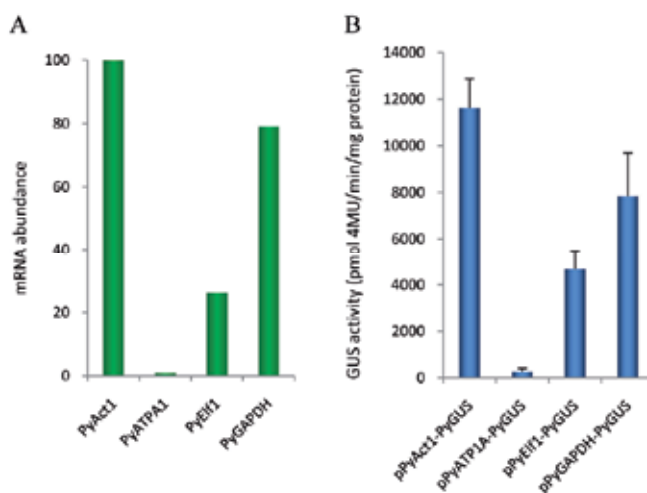 A
mRNA abundance
100
80
60
40
20
0
PyAct1
PyATPA1
PyElf1
PyGAPDH
B
GUS activity (pmol 4MU/min/mg protein)
14000
12000
10000
8000
6000
4000
2000
0
pPyAct1-PyGUS
pPyATP1A-PyGUS
pPyElf1-PyGUS
pPyGAPDH-PyGUS